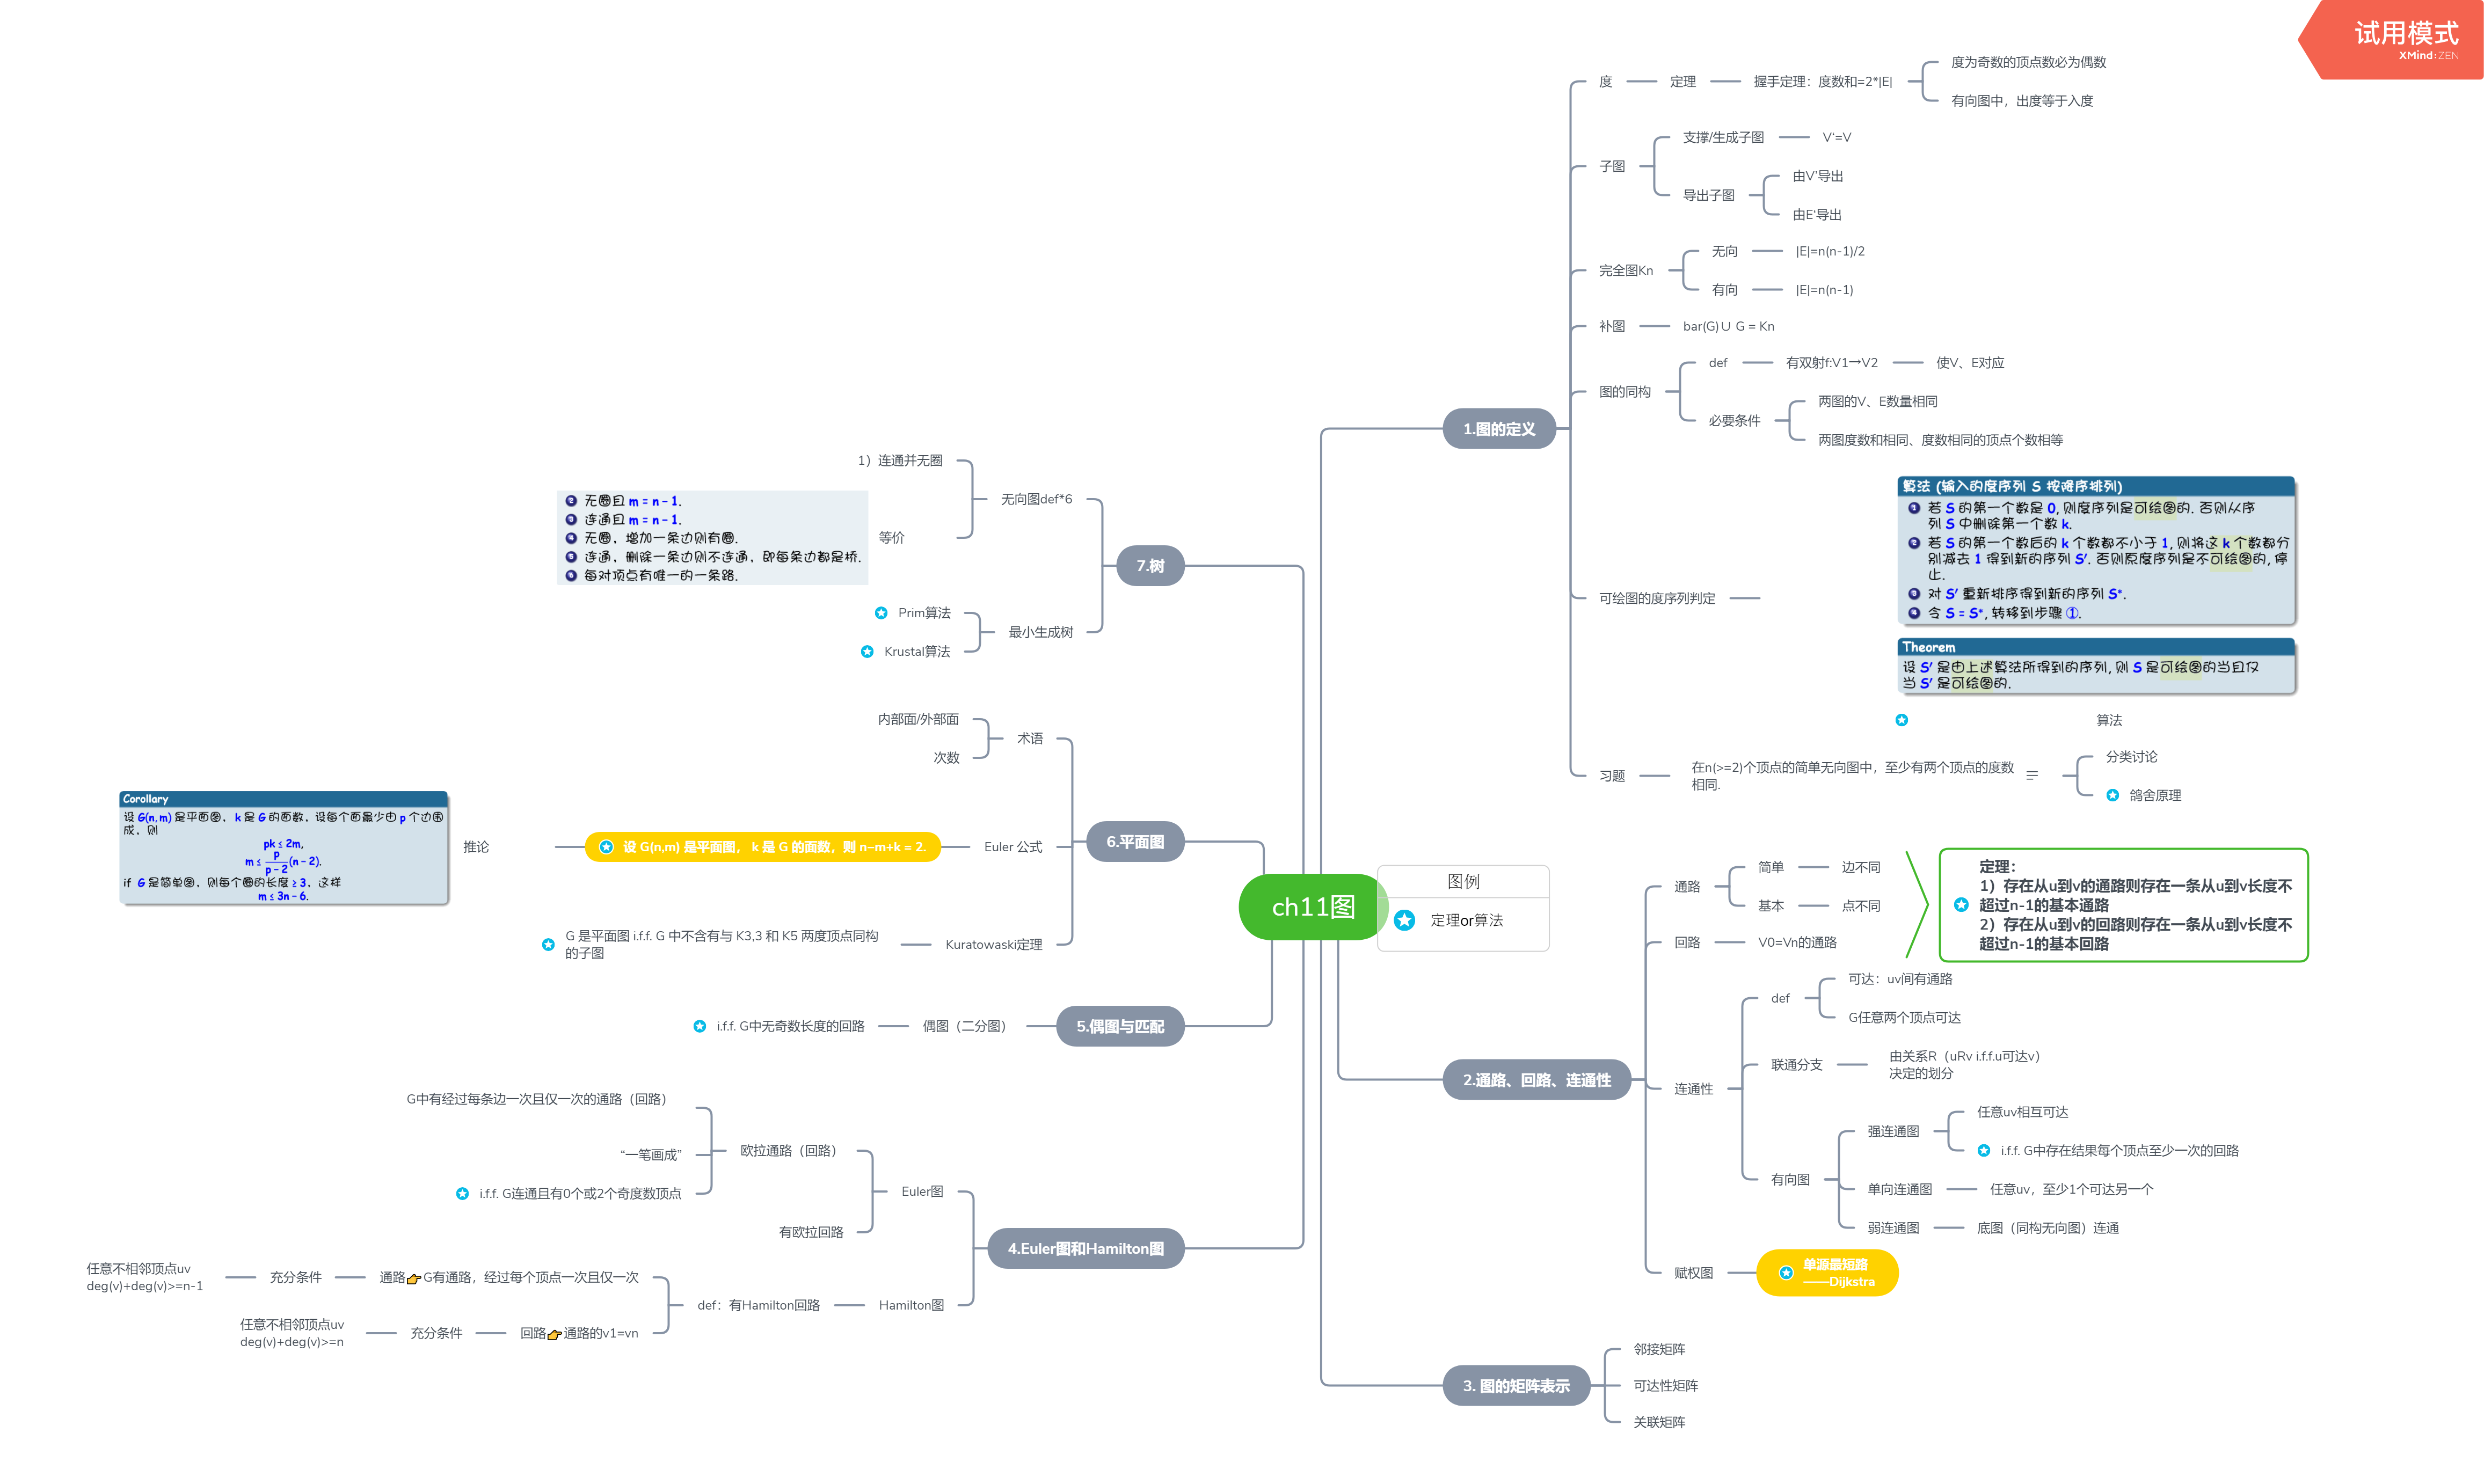 试用模式
XMind:ZEN
ch11图
图例
定理or算法
1.图的定义
度
定理
握手定理：度数和=2*|E|
度为奇数的顶点数必为偶数
有向图中，出度等于入度
子图
支撑/生成子图
V'=V
导出子图
由V'导出
由E'导出
完全图Kn
无向
|E|=n(n-1)/2
有向
|E|=n(n-1)
补图
bar(G)∪ G = Kn
图的同构
def
有双射f:V1→V2
使V、E对应
必要条件
两图的V、E数量相同
两图度数和相同、度数相同的顶点个数相等
可绘图的度序列判定
算法 (输入的度序列 S 按降序排列)
1 若 S 的第一个数是 0, 则度序列是可绘图的. 否则从序
列 S 中删除第一个数 k.
2 若 S 的第一个数后的 k 个数都不小于 1, 则将这 k 个数都分
别减去 1 得到新的序列 S′. 否则原度序列是不可绘图的, 停
止.
3 对 S′ 重新排序得到新的序列 S*.
4 令 S = S*, 转移到步骤 ①.
Theorem
设 S′ 是由上述算法所得到的序列, 则 S 是可绘图的当且仅
当 S′ 是可绘图的.
算法
习题
在n(>=2)个顶点的简单无向图中，至少有两个顶点的度数
相同.
分类讨论
鸽舍原理
2.通路、回路、连通性
通路
简单
边不同
基本
点不同
回路
V0=Vn的通路
定理：
1）存在从u到v的通路则存在一条从u到v长度不
超过n-1的基本通路
2）存在从u到v的回路则存在一条从u到v长度不
超过n-1的基本回路
连通性
def
可达：uv间有通路
G任意两个顶点可达
联通分支
由关系R（uRv i.f.f.u可达v）
决定的划分
有向图
强连通图
任意uv相互可达
i.f.f. G中存在结果每个顶点至少一次的回路
单向连通图
任意uv，至少1个可达另一个
弱连通图
底图（同构无向图）连通
赋权图
单源最短路
——Dijkstra
3. 图的矩阵表示
邻接矩阵
可达性矩阵
关联矩阵
4.Euler图和Hamilton图
Euler图
欧拉通路（回路）
G中有经过每条边一次且仅一次的通路（回路）
“一笔画成”
i.f.f. G连通且有0个或2个奇度数顶点
有欧拉回路
Hamilton图
def：有Hamilton回路
通路👉G有通路，经过每个顶点一次且仅一次
充分条件
任意不相邻顶点uv
deg(v)+deg(v)>=n-1
回路👉通路的v1=vn
充分条件
任意不相邻顶点uv
deg(v)+deg(v)>=n
5.偶图与匹配
偶图（二分图）
i.f.f. G中无奇数长度的回路
6.平面图
术语
内部面/外部面
次数
Euler 公式
设 G(n,m) 是平面图， k 是 G 的面数，则 n−m+k = 2.
推论
Corollary
设 G(n, m) 是平面图，k 是 G 的面数，设每个面最少由 p 个边围
成，则
pk ≤ 2m,
m ≤ p/(p − 2) (n − 2).
if G 是简单图，则每个圈的长度 ≥ 3，这样
m ≤ 3n − 6.
Kuratowaski定理
G 是平面图 i.f.f. G 中不含有与 K3,3 和 K5 两度顶点同构
的子图
7.树
无向图def*6
1）连通并无圈
等价
2 无圈且 m = n − 1.
3 连通且 m = n − 1.
4 无圈，增加一条边则有圈.
5 连通，删除一条边则不连通，即每条边都是桥.
6 每对顶点有唯一的一条路.
最小生成树
Prim算法
Krustal算法